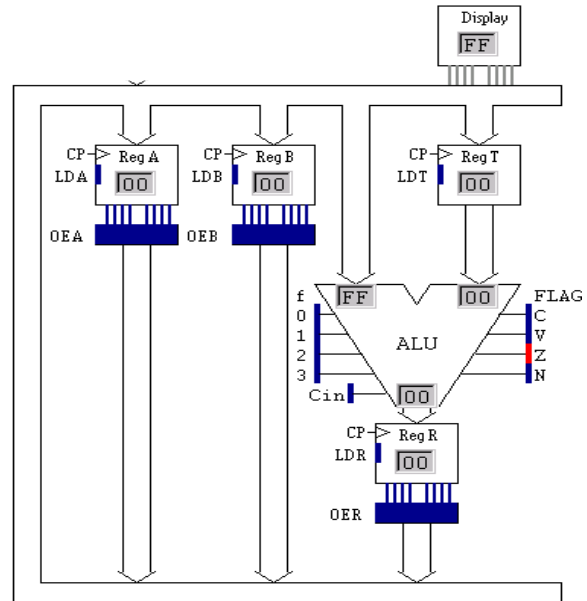 Display
FF
CP
Reg A
LDA
00
OEA
CP
Reg B
LDB
00
OEB
CP
Reg T
LDT
00
f
FF
00
FLAG
0
C
1
ALU
V
2
Z
3
N
Cin
00
CP
Reg R
LDR
00
OER